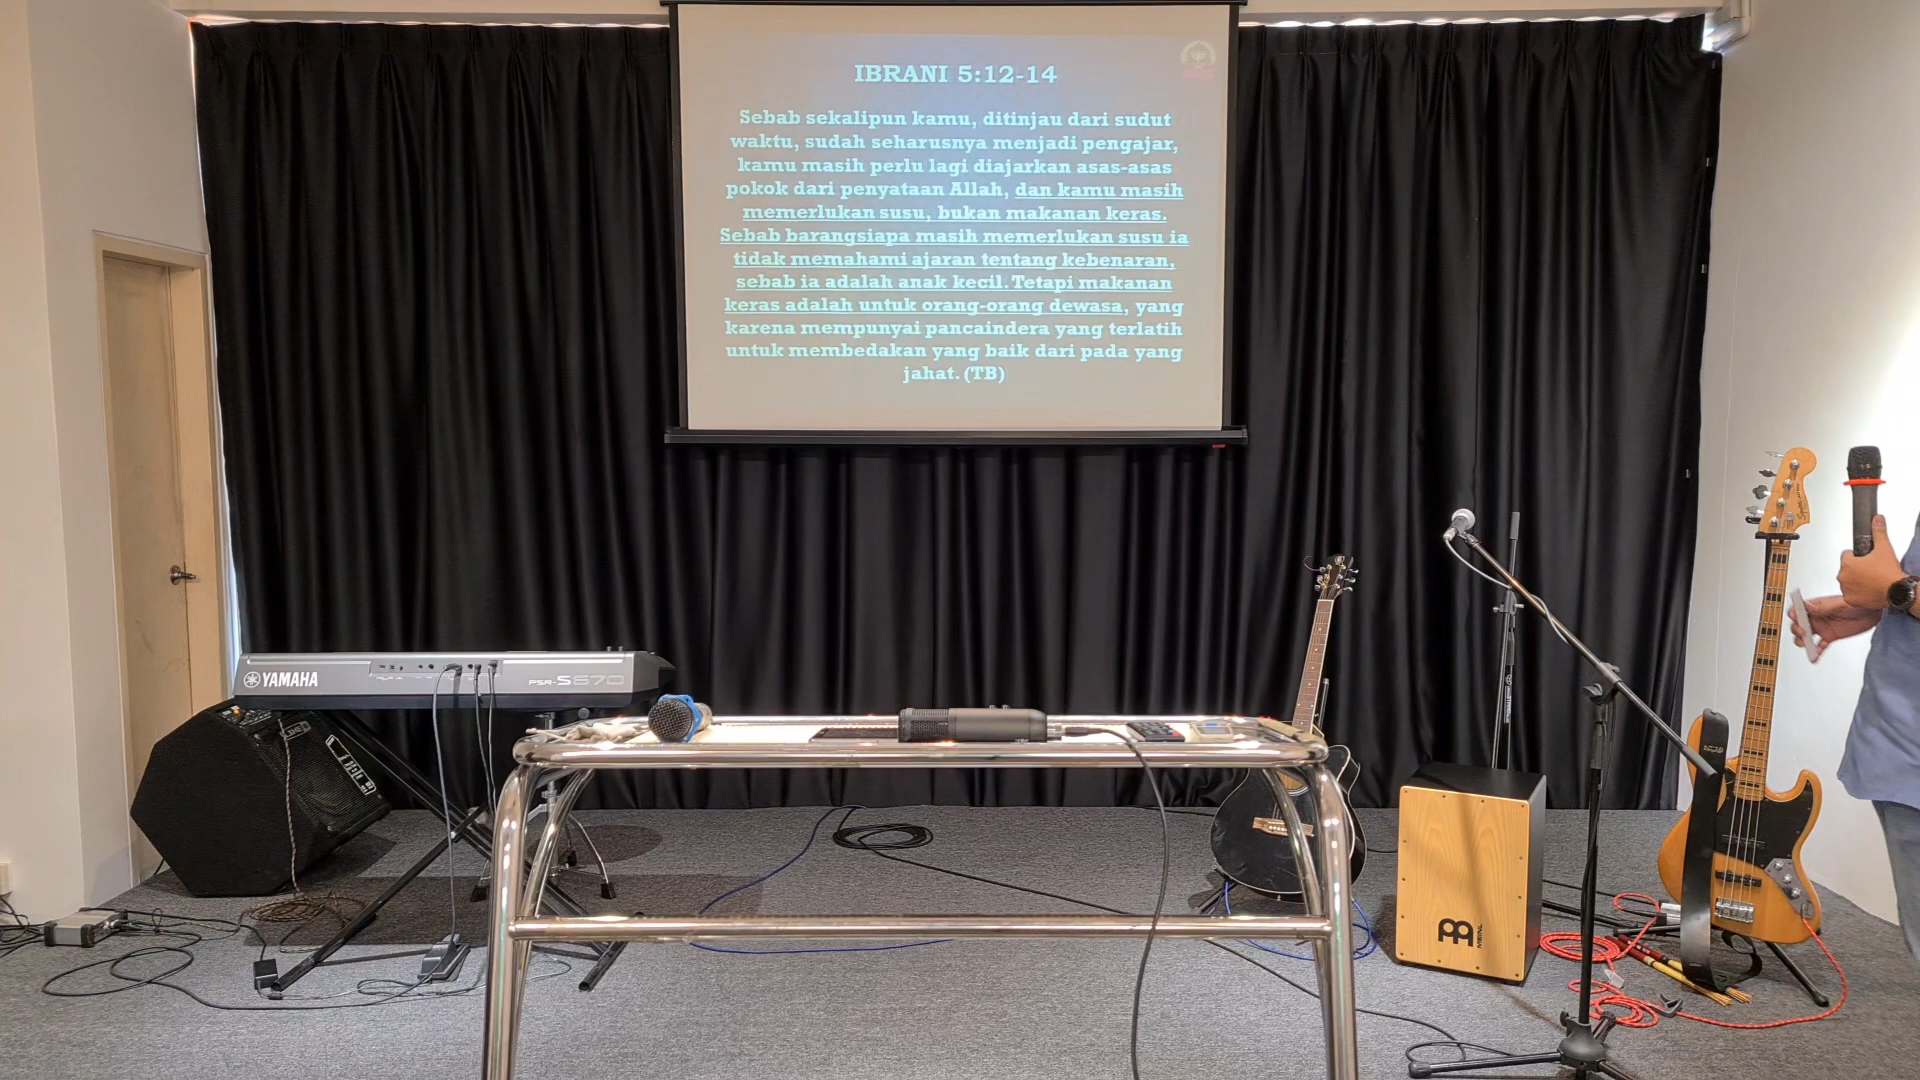 IBRANI 5:12-14
Sebab sekalipun kamu, ditinjau dari sudut
waktu, sudah seharusnya menjadi pengajar,
kamu masih perlu lagi diajarkan asas-asas
pokok dari penyataan Allah, dan kamu masih
memerlukan susu, bukan makanan keras.
Sebab barangsiapa masih memerlukan susu ia
tidak memahami ajaran tentang kebenaran,
sebab ia adalah anak kecil. Tetapi makanan
keras adalah untuk orang-orang dewasa, yang
karena mempunyai pancaindera yang terlatih
untuk membedakan yang baik dari pada yang
jahat. (TB)
YAMAHA
PSR-S670
MEINL